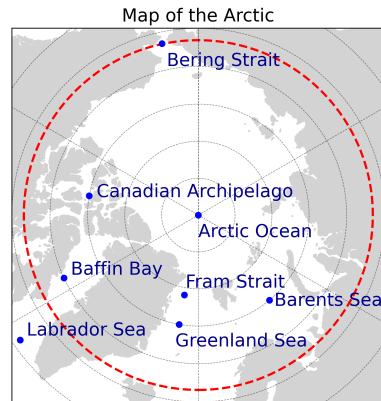 Map of the Arctic
Bering Strait
Canadian Archipelago
Arctic Ocean
Baffin Bay
Fram Strait
Barents Sea
Labrador Sea
Greenland Sea